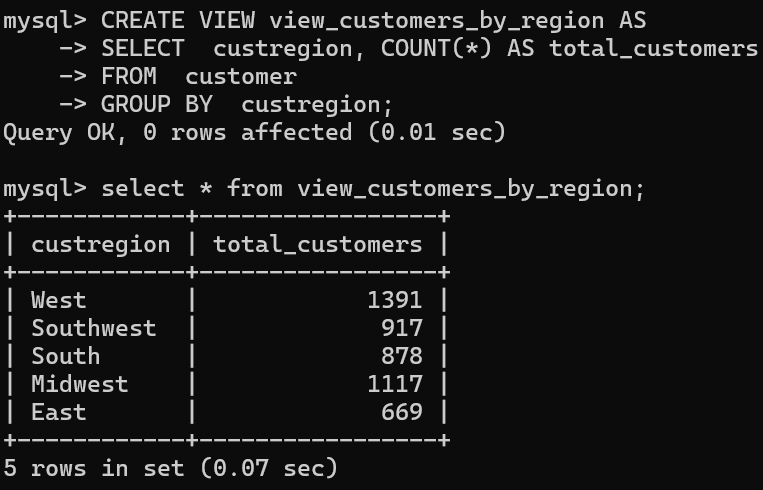 mysql> CREATE VIEW view_customers_by_region AS
    -> SELECT  custregion, COUNT(*) AS total_customers
    -> FROM  customer
    -> GROUP BY  custregion;
Query OK, 0 rows affected (0.01 sec)

mysql> select * from view_customers_by_region;
+------------+-----------------+
| custregion | total_customers |
+------------+-----------------+
| West       |            1391 |
| Southwest  |             917 |
| South      |             878 |
| Midwest    |            1117 |
| East       |             669 |
+------------+-----------------+
5 rows in set (0.07 sec)